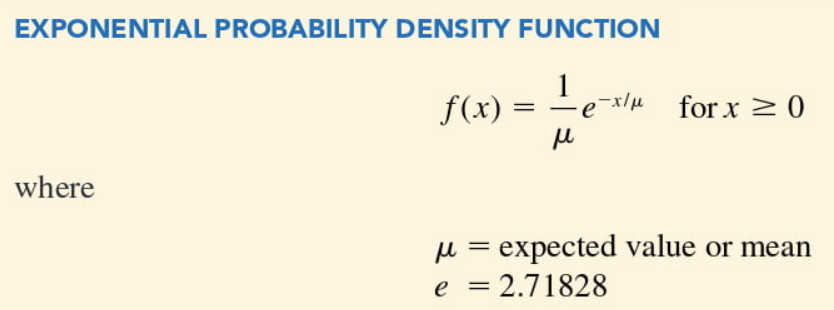 EXPONENTIAL PROBABILITY DENSITY FUNCTION
f(x) = 1/μ e^{-x/μ} for x ≥ 0
where
μ = expected value or mean
e = 2.71828